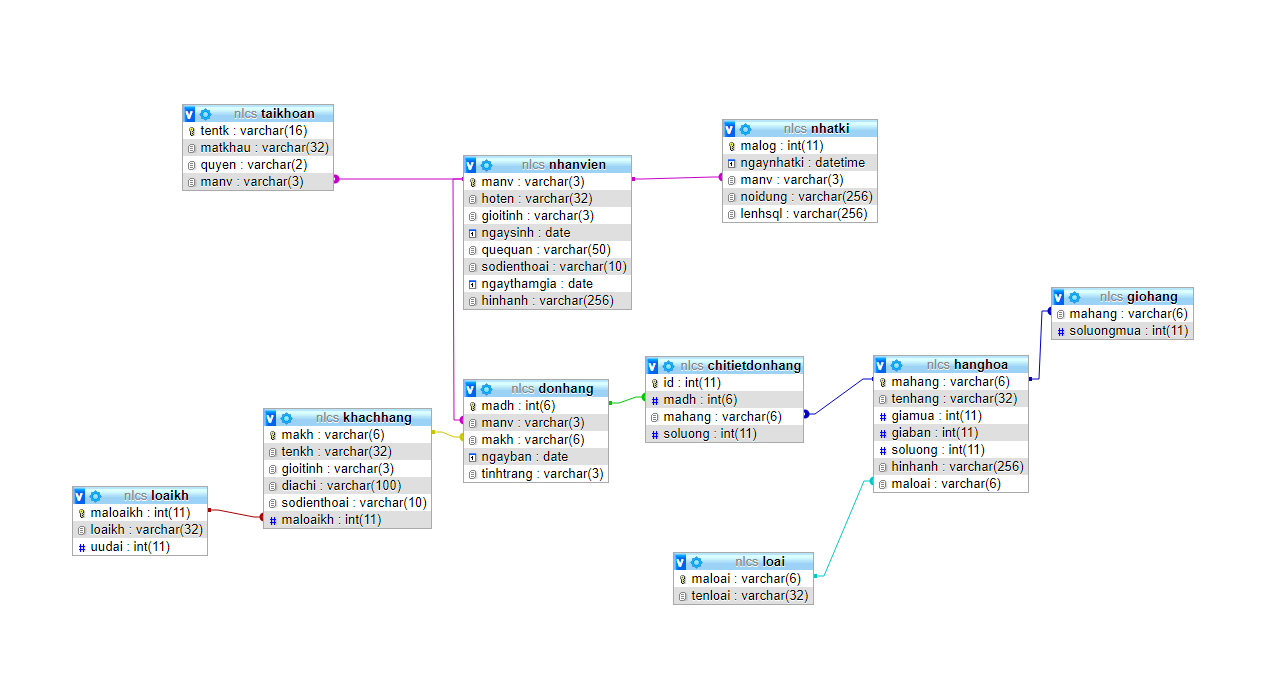 nlcs taikhoan
tentk : varchar(16)
matkhau : varchar(32)
quyen : varchar(2)
manv : varchar(3)
nlcs nhanvien
manv : varchar(3)
hoten : varchar(32)
gioitinh : varchar(3)
ngaysinh : date
quequan : varchar(50)
sodienthoai : varchar(10)
ngaythamgia : date
hinhanh : varchar(256)
nlcs nhatki
malog : int(11)
ngaynhatki : datetime
manv : varchar(3)
noidung : varchar(256)
lenhsql : varchar(256)
nlcs giohang
mahang : varchar(6)
soluongmua : int(11)
nlcs hanghoa
mahang : varchar(6)
tenhang : varchar(32)
giamua : int(11)
giaban : int(11)
soluong : int(11)
hinhanh : varchar(256)
maloai : varchar(6)
nlcs chitietdonhang
id : int(11)
madh : int(6)
mahang : varchar(6)
soluong : int(11)
nlcs donhang
madh : int(6)
manv : varchar(3)
makh : varchar(6)
ngayban : date
tinhtrang : varchar(3)
nlcs khachhang
makh : varchar(6)
tenkh : varchar(32)
gioitinh : varchar(3)
diachi : varchar(100)
sodienthoai : varchar(10)
maloaikh : int(11)
nlcs loaikh
maloaikh : int(11)
loaikh : varchar(32)
uudai : int(11)
nlcs loai
maloai : varchar(6)
tenloai : varchar(32)